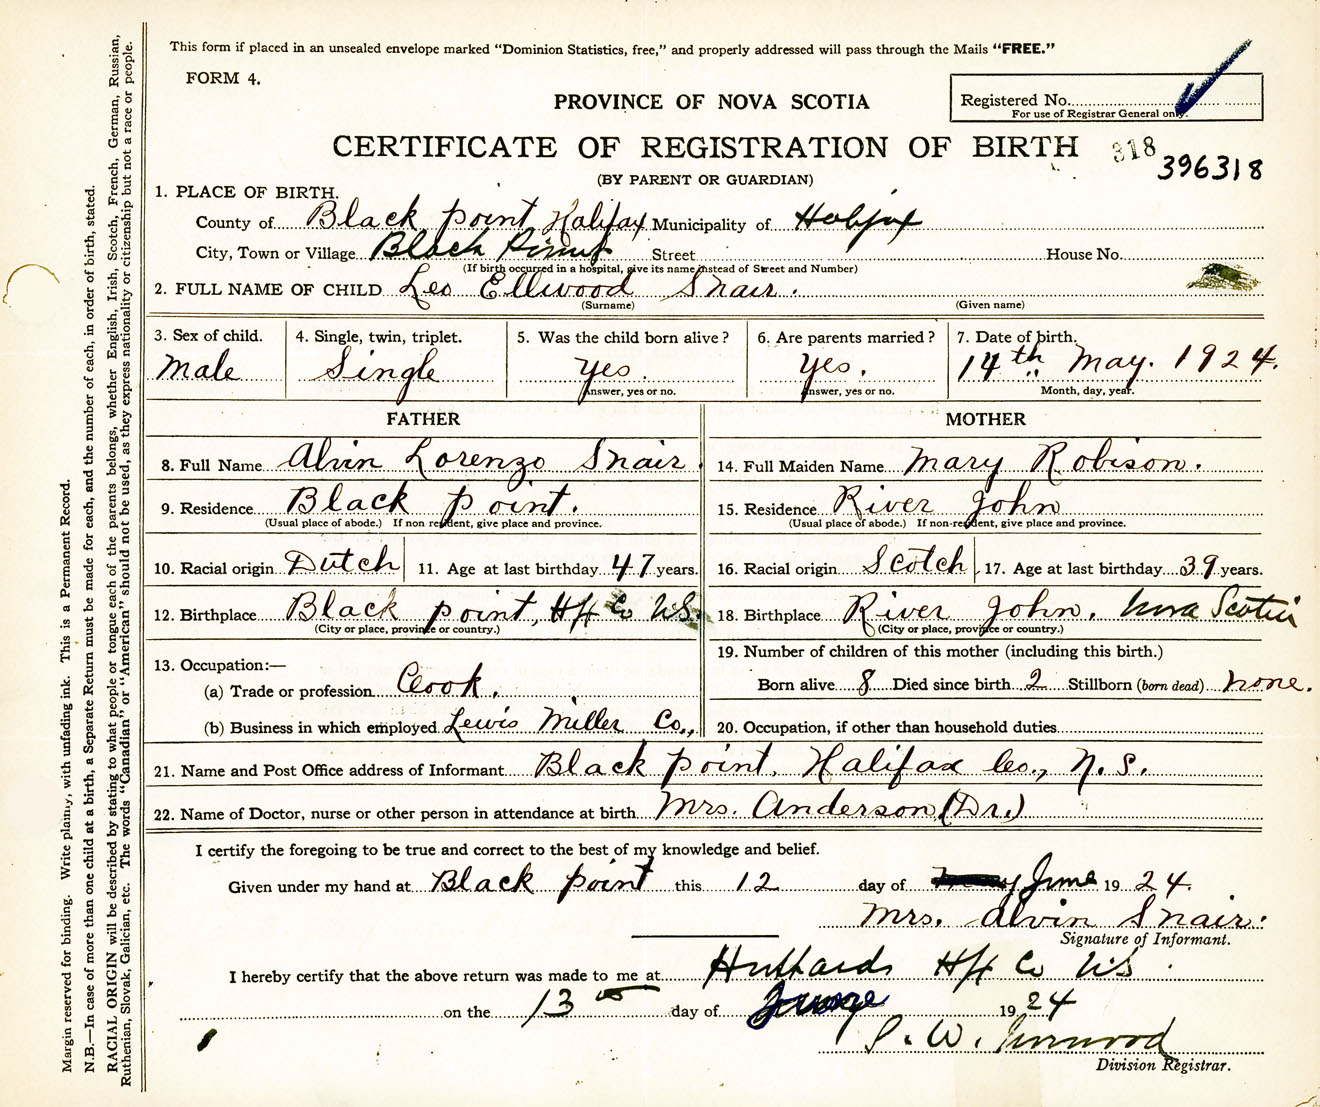 This form if placed in an unsealed envelope marked “Dominion Statistics, free,” and properly addressed will pass through the Mails “FREE.”
FORM 4.
PROVINCE OF NOVA SCOTIA
Registered No.
For use of Registrar General only.
CERTIFICATE OF REGISTRATION OF BIRTH
318
396318
(BY PARENT OR GUARDIAN)
1. PLACE OF BIRTH.
County of Black point Halifax Municipality of Halifax
City, Town or Village Black Point Street House No.
(If birth occurred in a hospital, give its name instead of Street and Number)
2. FULL NAME OF CHILD Leo Ellwood Snair.
(Surname) (Given name)
3. Sex of child. 4. Single, twin, triplet. 5. Was the child born alive? 6. Are parents married? 7. Date of birth.
Male Single Yes. Yes. 14th May. 1924.
Answer, yes or no. Answer, yes or no. Month, day, year.
FATHER MOTHER
8. Full Name Alvin Lorenzo Snair. 14. Full Maiden Name Mary Robison.
9. Residence Black point. 15. Residence River John
(Usual place of abode.) If non resident, give place and province. (Usual place of abode.) If non-resident, give place and province.
10. Racial origin Dutch 11. Age at last birthday 47 years. 16. Racial origin Scotch 17. Age at last birthday 39 years.
12. Birthplace Black point, Hfx Co NS. 18. Birthplace River John. Nova Scotia
(City or place, province or country.) (City or place, province or country.)
13. Occupation:— 19. Number of children of this mother (including this birth.)
(a) Trade or profession Cook. Born alive 8 Died since birth 2 Stillborn (born dead) none.
(b) Business in which employed Lewis Miller Co., 20. Occupation, if other than household duties
21. Name and Post Office address of Informant Black point, Halifax Co., N.S.
22. Name of Doctor, nurse or other person in attendance at birth Mrs. Anderson (Dr.)
I certify the foregoing to be true and correct to the best of my knowledge and belief.
Given under my hand at Black point this 12 day of June 1924.
Mrs. Alvin Snair.
Signature of Informant.
I hereby certify that the above return was made to me at Hubbards Hfx Co NS
on the 13 day of June 1924
Division Registrar.
Margin reserved for binding. Write plainly, with unfading ink. This is a Permanent Record.
N.B.—In case of more than one child at a birth, a Separate Return must be made for each, and the number of each, in order of birth, stated.
RACIAL ORIGIN will be described by stating to what people or tongue each of the parents belongs, whether English, Irish, Scotch, French, German, Russian,
Ruthenian, Slovak, Galician, etc. The words “Canadian” or “American” should not be used, as they express nationality or citizenship but not a race or people.